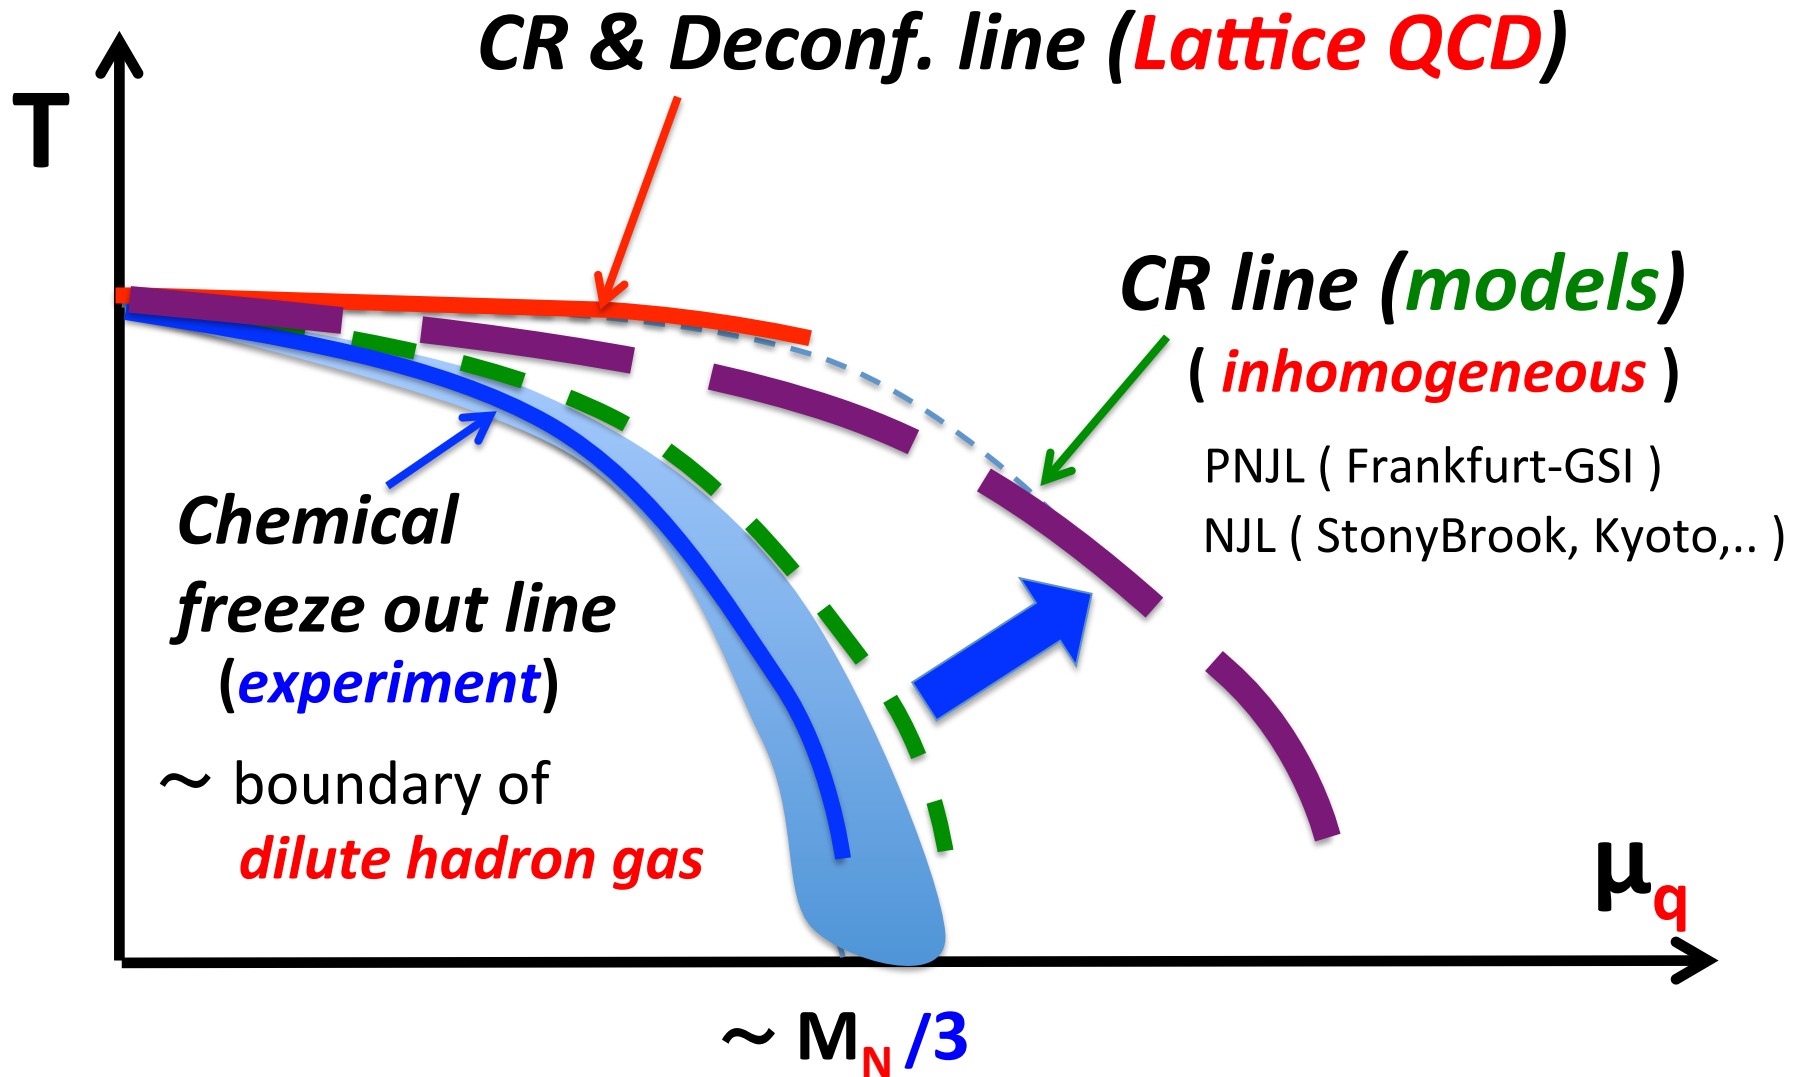 CR & Deconf. line (Lattice QCD)
T
CR line (models)
( inhomogeneous )
PNJL ( Frankfurt-GSI )
NJL ( StonyBrook, Kyoto,.. )
Chemical
freeze out line
(experiment)
~ boundary of
dilute hadron gas
μq
~ MN /3